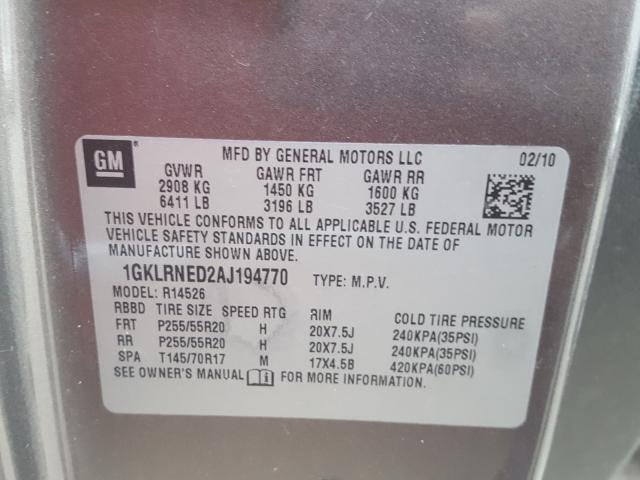 GM
MFD BY GENERAL MOTORS LLC 02/10
GVWR GAWR FRT GAWR RR
2908 KG 1450 KG 1600 KG
6411 LB 3196 LB 3527 LB
THIS VEHICLE CONFORMS TO ALL APPLICABLE U.S. FEDERAL MOTOR
VEHICLE SAFETY STANDARDS IN EFFECT ON THE DATE OF
MANUFACTURE SHOWN ABOVE.
1GKLRNED2AJ194770 TYPE: M.P.V.
MODEL: R14526
RBBD TIRE SIZE SPEED RTG RIM COLD TIRE PRESSURE
FRT P255/55R20 H 20X7.5J 240KPA(35PSI)
RR P255/55R20 H 20X7.5J 240KPA(35PSI)
SPA T145/70R17 M 17X4.5B 420KPA(60PSI)
SEE OWNER'S MANUAL FOR MORE INFORMATION.